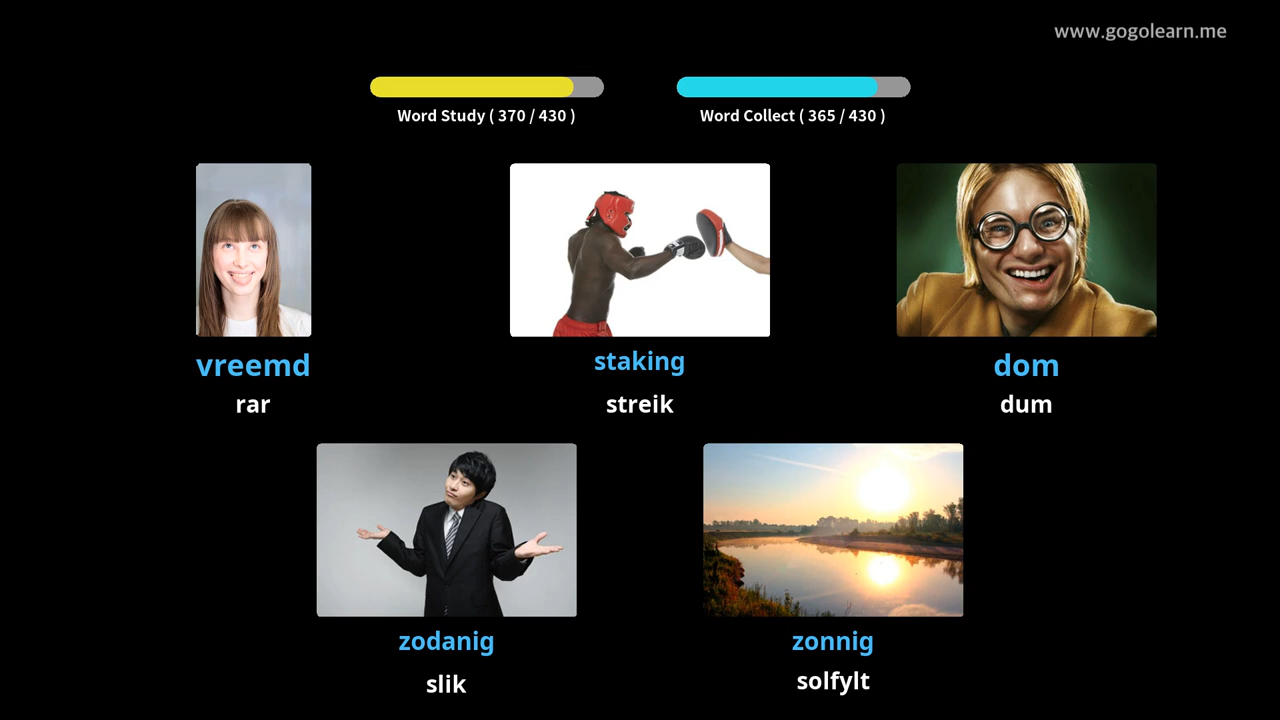 www.gogolearn.me
Word Study ( 370 / 430 )
Word Collect ( 365 / 430 )
vreemd
rar
staking
streik
dom
dum
zodanig
slik
zonnig
solfylt